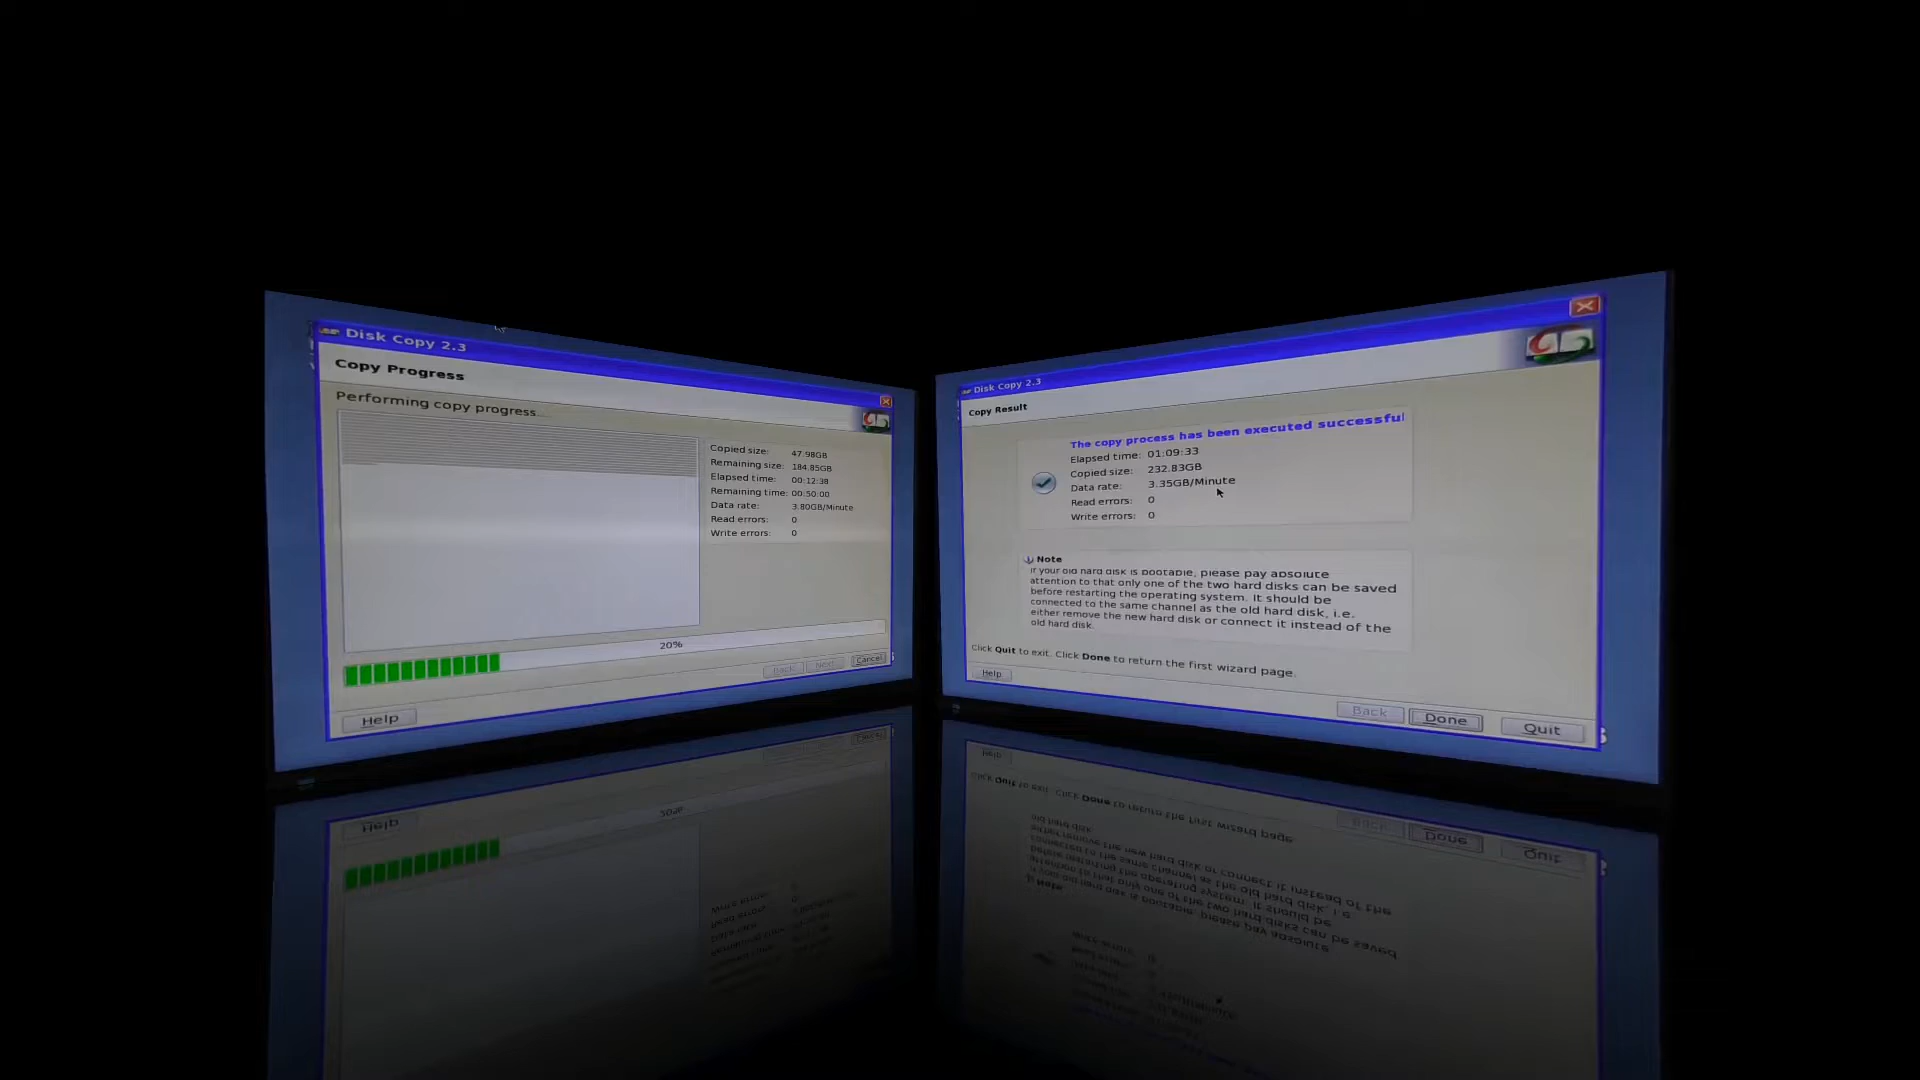 Disk Copy 2.3
Copy Progress
Performing copy progress...
Copied size: 47.98GB
Remaining size: 184.85GB
Elapsed time: 00:12:38
Remaining time: 00:50:00
Data rate: 3.80GB/Minute
Read errors: 0
Write errors: 0
20%
Back Next Cancel
Help
Disk Copy 2.3
Copy Result
The copy process has been executed successful
Elapsed time: 01:09:33
Copied size: 232.83GB
Data rate: 3.35GB/Minute
Read errors: 0
Write errors: 0
Note
If your old hard disk is bootable, please pay absolute
attention to that only one of the two hard disks can be saved
before restarting the operating system. It should be
connected to the same channel as the old hard disk, i.e.
either remove the new hard disk or connect it instead of the
old hard disk.
Click Quit to exit. Click Done to return the first wizard page.
Help
Back Done Quit